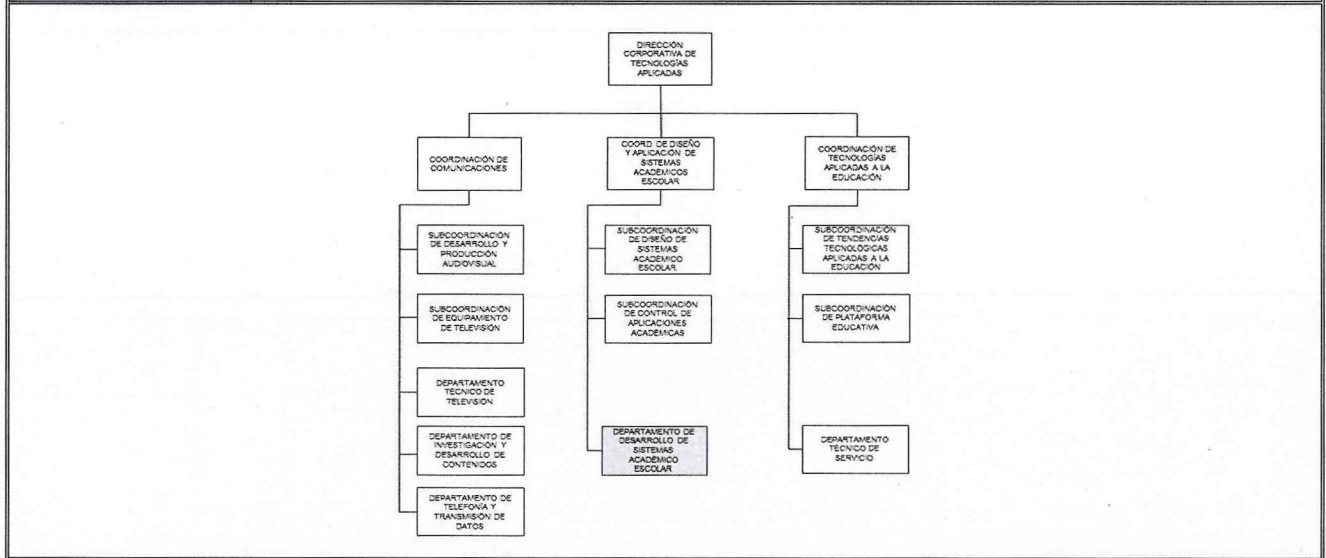 DIRECCIÓN
CORPORATIVA DE
TECNOLOGÍAS
APLICADAS
COORDINACIÓN DE
COMUNICACIONES
COORD DE DISEÑO
Y APLICACIÓN DE
SISTEMAS
ACADÉMICOS
ESCOLAR
COORDINACIÓN DE
TECNOLOGÍAS
APLICADAS A LA
EDUCACIÓN
SUBCOORDINACIÓN
DE DESARROLLO Y
PRODUCCIÓN
AUDIOVISUAL
SUBCOORDINACIÓN
DE DISEÑO DE
SISTEMAS
ACADÉMICO
ESCOLAR
SUBCOORDINACIÓN
DE TENDENCIAS
TECNOLÓGICAS
APLICADAS A LA
EDUCACIÓN
SUBCOORDINACIÓN
DE EQUIPAMIENTO
DE TELEVISIÓN
SUBCOORDINACIÓN
DE CONTROL DE
APLICACIONES
ACADÉMICAS
SUBCOORDINACIÓN
DE PLATAFORMA
EDUCATIVA
DEPARTAMENTO
TÉCNICO DE
TELEVISIÓN
DEPARTAMENTO DE
INVESTIGACIÓN Y
DESARROLLO DE
CONTENIDOS
DEPARTAMENTO DE
DESARROLLO DE
SISTEMAS
ACADÉMICO
ESCOLAR
DEPARTAMENTO
TÉCNICO DE
SERVICIO
DEPARTAMENTO DE
TELEFONÍA Y
TRANSMISIÓN DE
DATOS